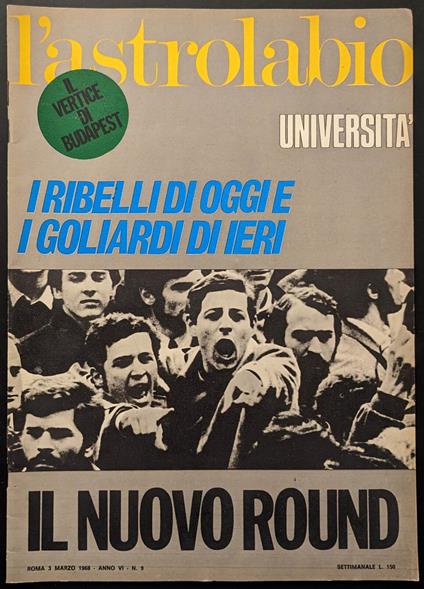 l'astrolabio
IL
VERTICE
DI
BUDAPEST
UNIVERSITA'
I RIBELLI DI OGGI E
I GOLIARDI DI IERI
IL NUOVO ROUND
ROMA 3 MARZO 1968 - ANNO VI - N. 9
SETTIMANALE L. 150